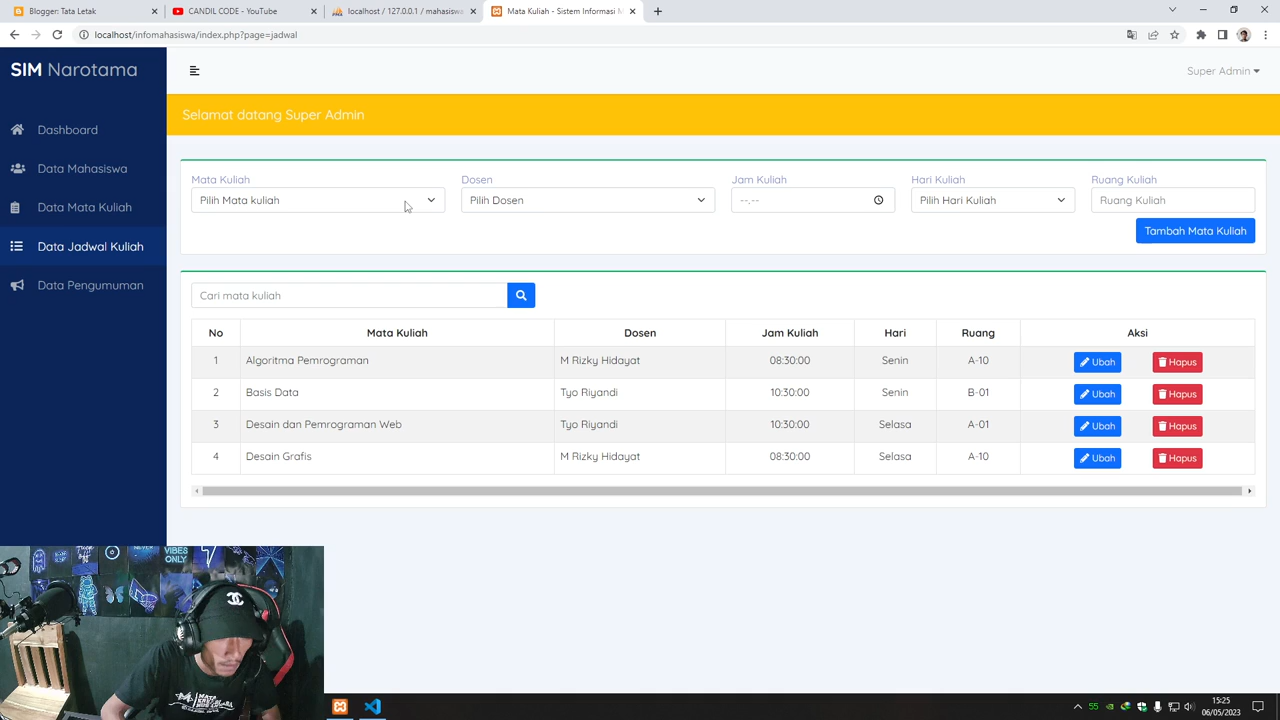 Blogger: Tata Letak
CANDIL CODE - YouTube
localhost / 127.0.0.1 / mahasisw
Mata Kuliah - Sistem Informasi M
localhost/infomahasiswa/index.php?page=jadwal
SIM Narotama
Super Admin
Dashboard
Data Mahasiswa
Data Mata Kuliah
Data Jadwal Kuliah
Data Pengumuman
Selamat datang Super Admin
Mata Kuliah Dosen Jam Kuliah Hari Kuliah Ruang Kuliah
Pilih Mata kuliah Pilih Dosen --.-- Pilih Hari Kuliah Ruang Kuliah
Tambah Mata Kuliah
Cari mata kuliah
No Mata Kuliah Dosen Jam Kuliah Hari Ruang Aksi
1 Algoritma Pemrograman M Rizky Hidayat 08:30:00 Senin A-10 Ubah Hapus
2 Basis Data Tyo Riyandi 10:30:00 Senin B-01 Ubah Hapus
3 Desain dan Pemrograman Web Tyo Riyandi 10:30:00 Selasa A-01 Ubah Hapus
4 Desain Grafis M Rizky Hidayat 08:30:00 Selasa A-10 Ubah Hapus
VIBES
ONLY
55
15:25
06/05/2023